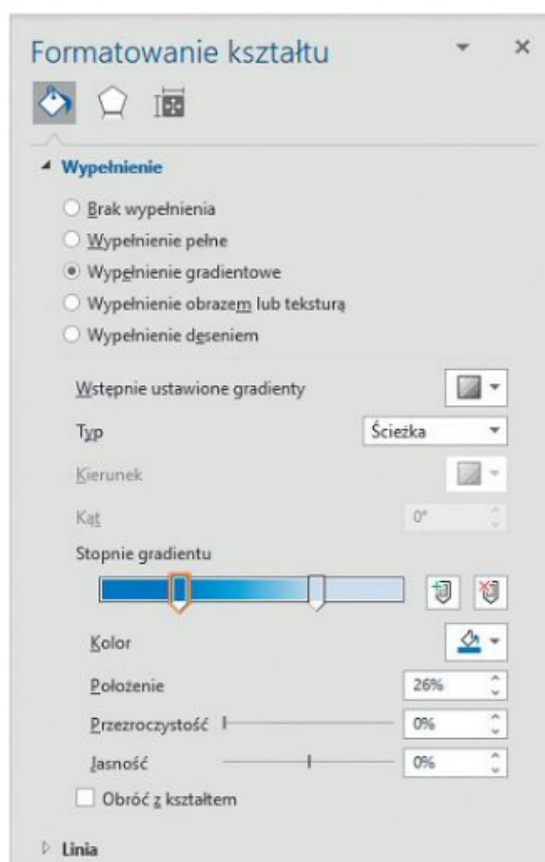 Formatowanie kształtu
Wypełnienie
Brak wypełnienia
Wypełnienie pełne
Wypełnienie gradientowe
Wypełnienie obrazem lub teksturą
Wypełnienie deseniem
Wstępnie ustawione gradienty
Typ Ścieżka
Kierunek
Kąt 0°
Stopnie gradientu
Kolor
Położenie 26%
Przezroczystość 0%
Jasność 0%
Obróć z kształtem
Linia